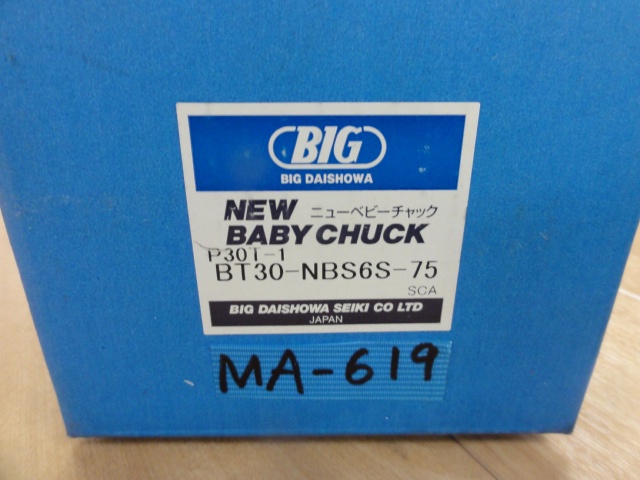 BIG
BIG DAISHOWA
NEW ニューベビーチャック
BABY CHUCK
P30T-1
BT30-NBS6S-75
SCA
BIG DAISHOWA SEIKI CO LTD
JAPAN
MA-619